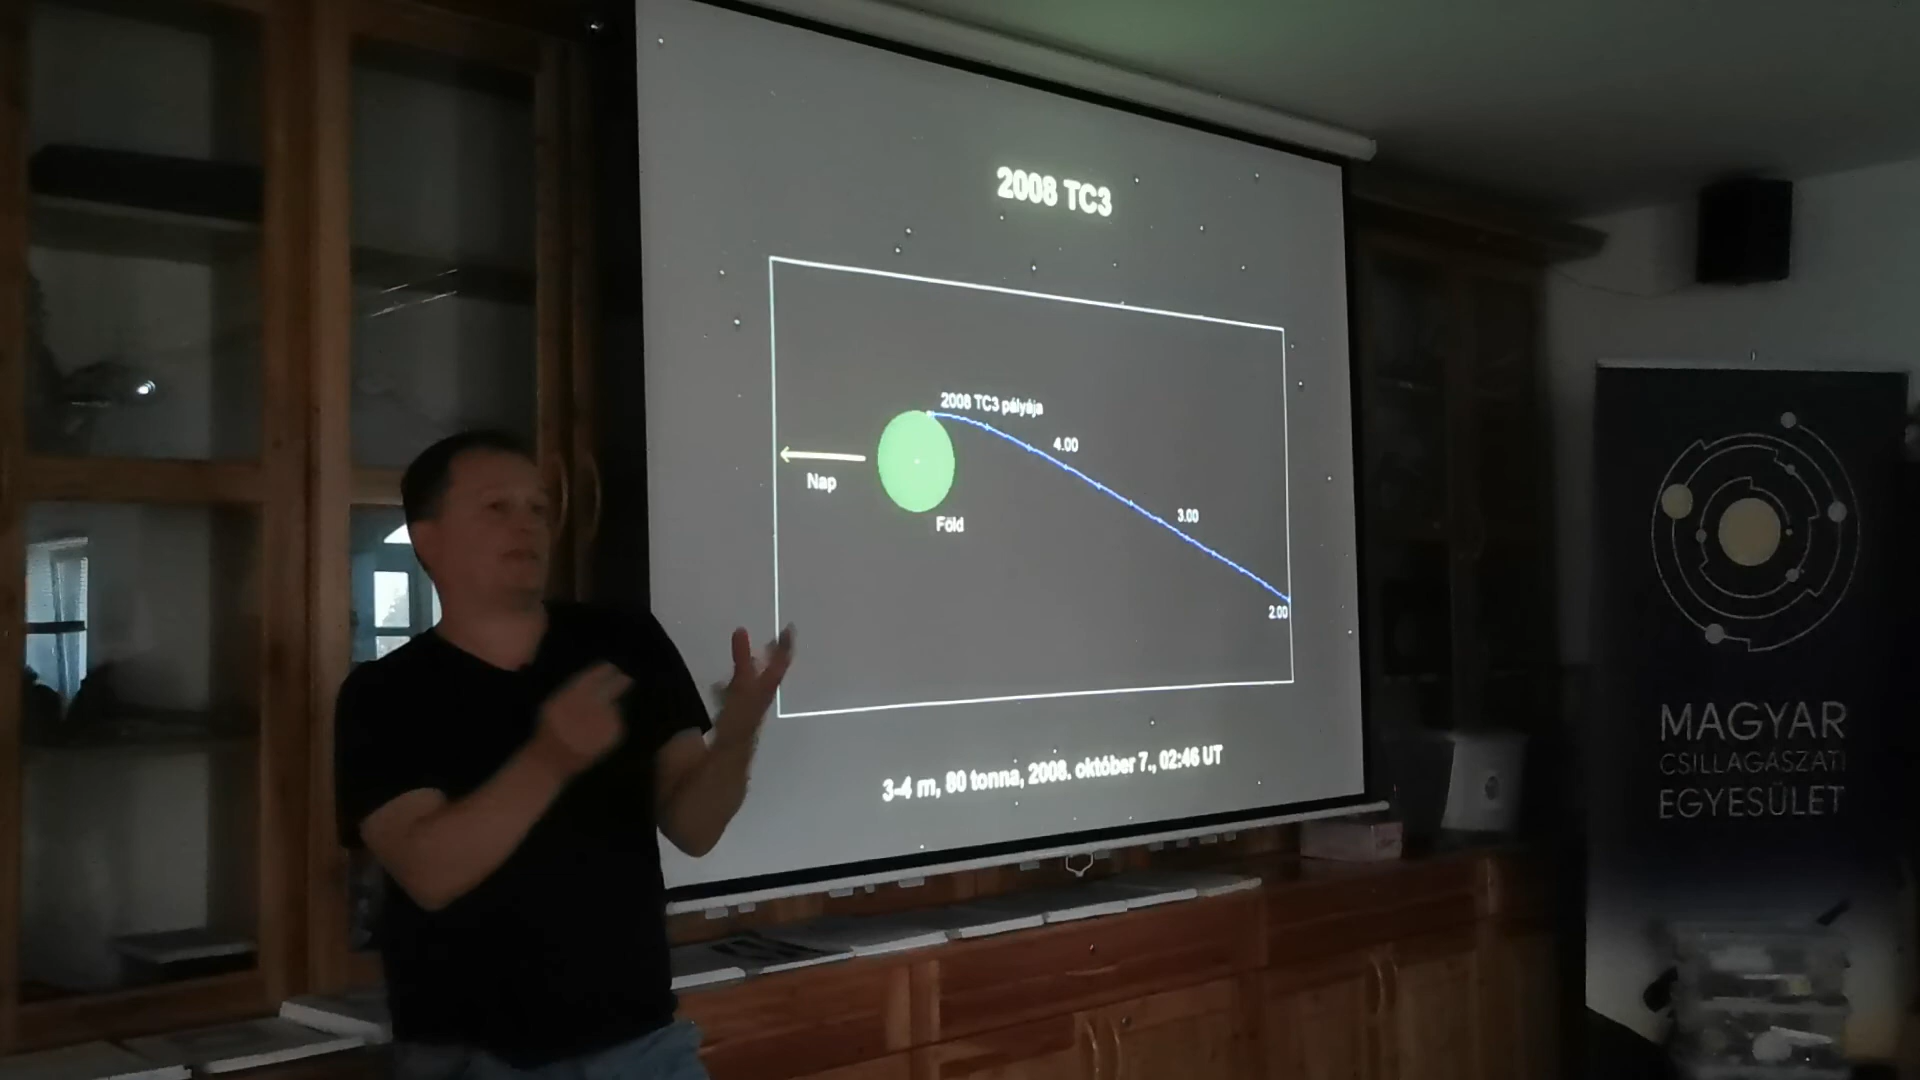 2008 TC3
2008 TC3 pályája
4.00
Nap
3.00
Föld
2.00
3-4 m, 80 tonna, 2008. október 7., 02:46 UT
MAGYAR
CSILLAGÁSZATI
EGYESÜLET